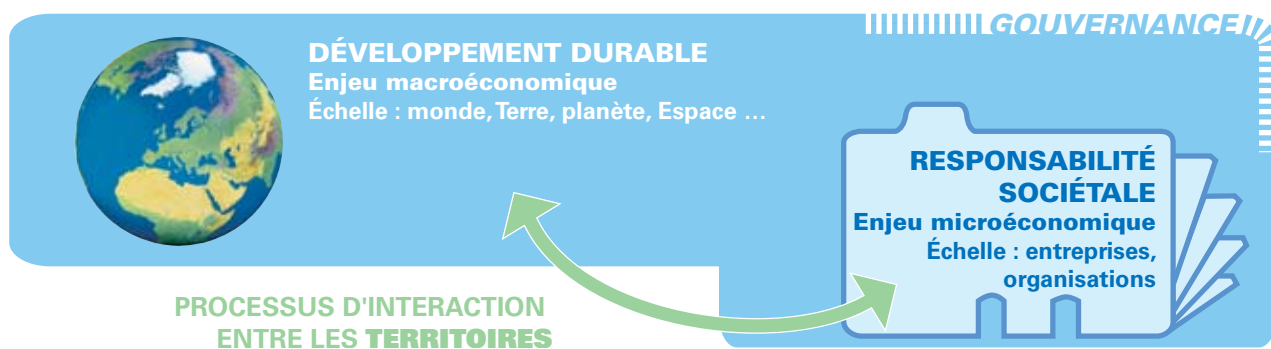 GOUVERNANCE
DÉVELOPPEMENT DURABLE
Enjeu macroéconomique
Échelle : monde, Terre, planète, Espace …
RESPONSABILITÉ
SOCIÉTALE
Enjeu microéconomique
Échelle : entreprises,
organisations
PROCESSUS D'INTERACTION
ENTRE LES TERRITOIRES